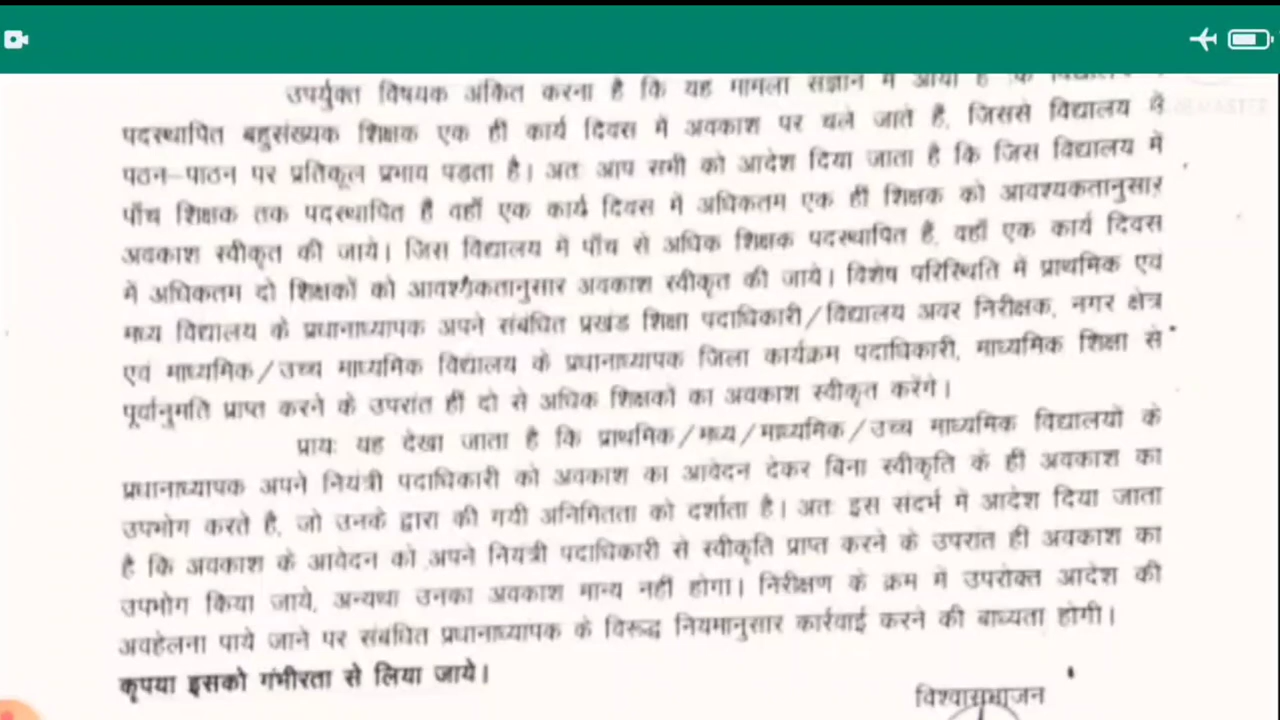 उपर्युक्त विषयक अंकित करना है कि यह मामला संज्ञान में आया है कि
पदस्थापित बहुसंख्यक शिक्षक एक ही कार्य दिवस में अवकाश पर चले जाते है, जिससे विद्यालय में
पठन-पाठन पर प्रतिकूल प्रभाव पड़ता है। अतः आप सभी को आदेश दिया जाता है कि जिस विद्यालय में
पाँच शिक्षक तक पदस्थापित है वहाँ एक कार्य दिवस में अधिकतम एक ही शिक्षक को आवश्यकतानुसार
अवकाश स्वीकृत की जाये। जिस विद्यालय में पाँच से अधिक शिक्षक पदस्थापित है, वहाँ एक कार्य दिवस
में अधिकतम दो शिक्षकों को आवश्यकतानुसार अवकाश स्वीकृत की जाये। विशेष परिस्थिति में प्राथमिक एवं
मध्य विद्यालय के प्रधानाध्यापक अपने संबंधित प्रखंड शिक्षा पदाधिकारी/विद्यालय अवर निरीक्षक, नगर क्षेत्र
एवं माध्यमिक/उच्च माध्यमिक विद्यालय के प्रधानाध्यापक जिला कार्यक्रम पदाधिकारी, माध्यमिक शिक्षा से
पूर्वानुमति प्राप्त करने के उपरांत हीं दो से अधिक शिक्षकों का अवकाश स्वीकृत करेंगे।
प्रायः यह देखा जाता है कि प्राथमिक/मध्य/माध्यमिक/उच्च माध्यमिक विद्यालयों के
प्रधानाध्यापक अपने नियंत्री पदाधिकारी को अवकाश का आवेदन देकर बिना स्वीकृति के हीं अवकाश का
उपभोग करते है, जो उनके द्वारा की गयी अनिमितता को दर्शाता है। अतः इस संदर्भ में आदेश दिया जाता
है कि अवकाश के आवेदन को अपने नियंत्री पदाधिकारी से स्वीकृति प्राप्त करने के उपरांत ही अवकाश का
उपभोग किया जाये, अन्यथा उनका अवकाश मान्य नहीं होगा। निरीक्षण के क्रम में उपरोक्त आदेश की
अवहेलना पाये जाने पर संबंधित प्रधानाध्यापक के विरूद्ध नियमानुसार कार्रवाई करने की बाध्यता होगी।
कृपया इसको गंभीरता से लिया जाये।
विश्वासभाजन